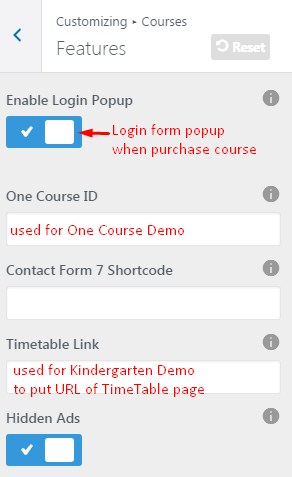 Customizing ▸ Courses
Features
Reset
Enable Login Popup
Login form popup
when purchase course
One Course ID
used for One Course Demo
Contact Form 7 Shortcode
Timetable Link
used for Kindergarten Demo
to put URL of TimeTable page
Hidden Ads